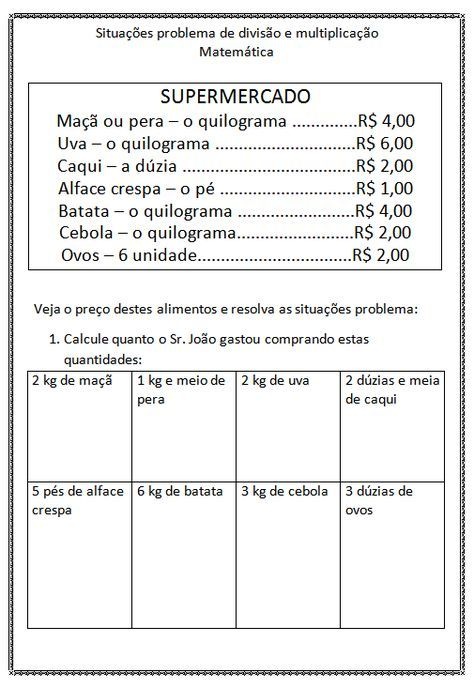 Situações problema de divisão e multiplicação
Matemática
SUPERMERCADO
Maçã ou pera – o quilograma .............R$ 4,00
Uva – o quilograma ............................R$ 6,00
Caqui – a dúzia ..................................R$ 2,00
Alface crespa – o pé ...........................R$ 1,00
Batata – o quilograma .......................R$ 4,00
Cebola – o quilograma.......................R$ 2,00
Ovos – 6 unidade..................................R$ 2,00
Veja o preço destes alimentos e resolva as situações problema:
1. Calcule quanto o Sr. João gastou comprando estas
quantidades:
2 kg de maçã
1 kg e meio de
pera
2 kg de uva
2 dúzias e meia
de caqui
5 pés de alface
crespa
6 kg de batata
3 kg de cebola
3 dúzias de
ovos